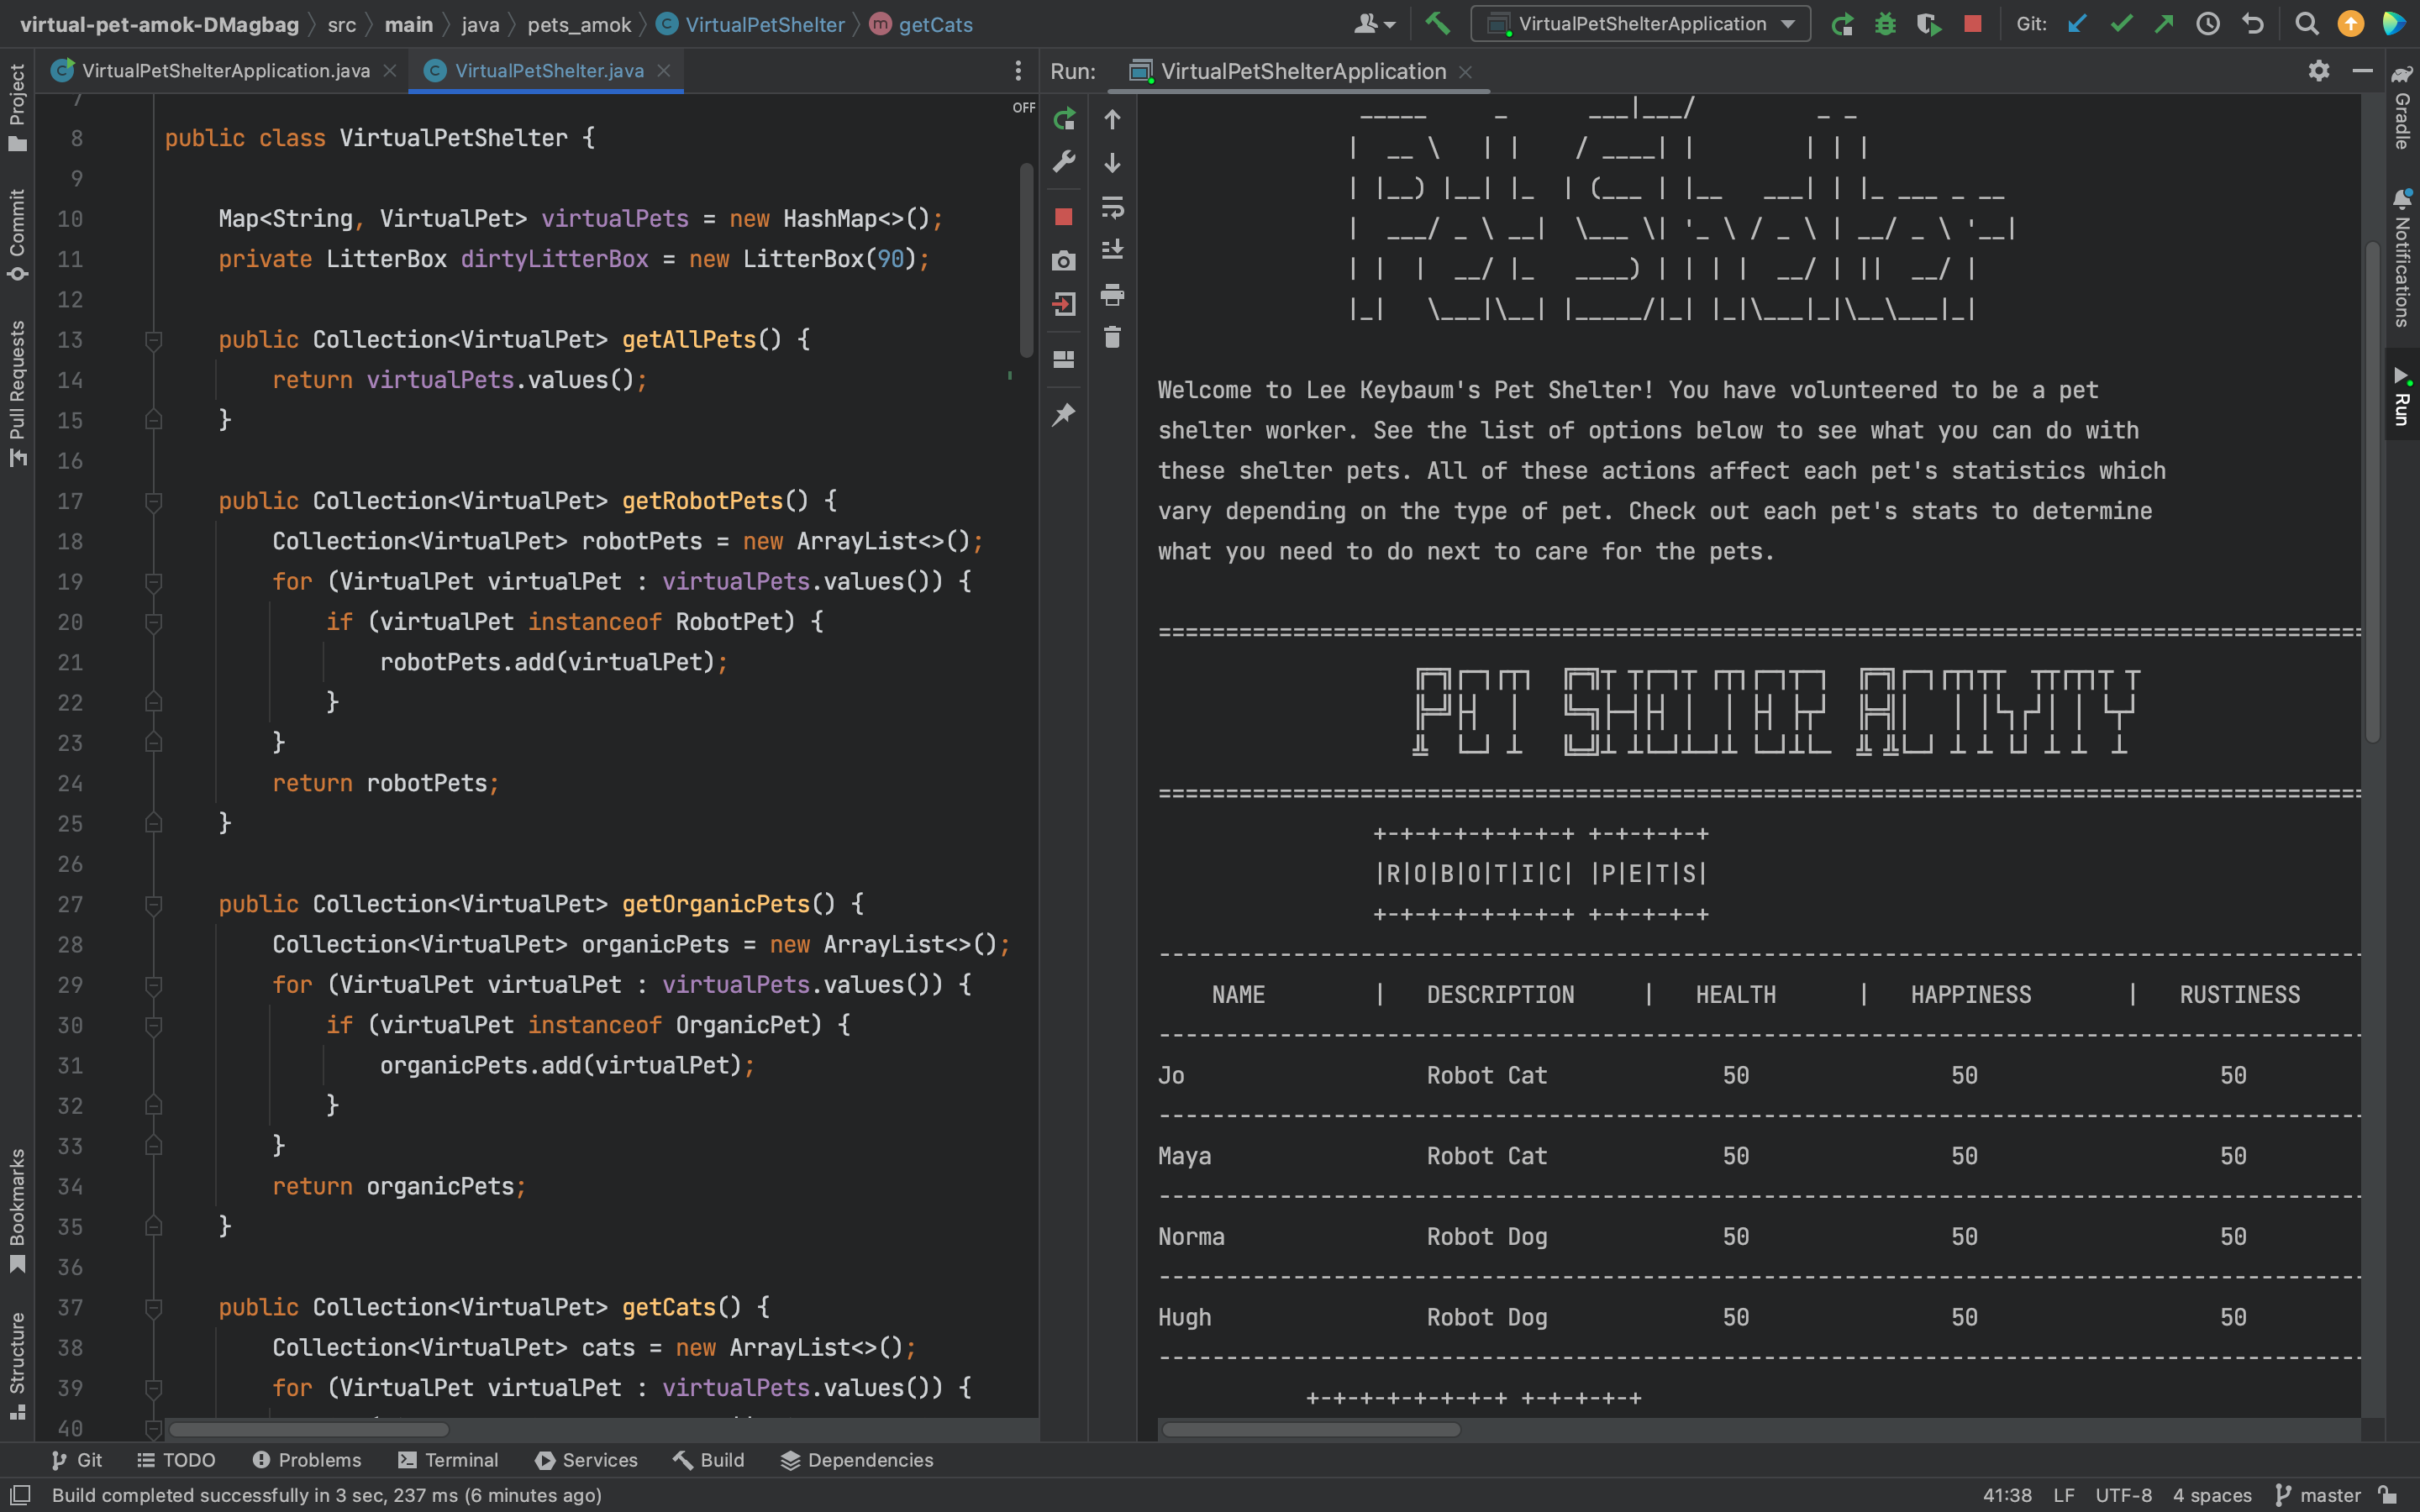 virtual-pet-amok-DMagbag src main java pets_amok VirtualPetShelter getCats
VirtualPetShelterApplication Git:
VirtualPetShelterApplication.java VirtualPetShelter.java
Run: VirtualPetShelterApplication
Project
Commit
Pull Requests
Bookmarks
Structure
OFF
7
8 public class VirtualPetShelter {
9
10 Map<String, VirtualPet> virtualPets = new HashMap<>();
11 private LitterBox dirtyLitterBox = new LitterBox(90);
12
13 public Collection<VirtualPet> getAllPets() {
14 return virtualPets.values();
15 }
16
17 public Collection<VirtualPet> getRobotPets() {
18 Collection<VirtualPet> robotPets = new ArrayList<>();
19 for (VirtualPet virtualPet : virtualPets.values()) {
20 if (virtualPet instanceof RobotPet) {
21 robotPets.add(virtualPet);
22 }
23 }
24 return robotPets;
25 }
26
27 public Collection<VirtualPet> getOrganicPets() {
28 Collection<VirtualPet> organicPets = new ArrayList<>();
29 for (VirtualPet virtualPet : virtualPets.values()) {
30 if (virtualPet instanceof OrganicPet) {
31 organicPets.add(virtualPet);
32 }
33 }
34 return organicPets;
35 }
36
37 public Collection<VirtualPet> getCats() {
38 Collection<VirtualPet> cats = new ArrayList<>();
39 for (VirtualPet virtualPet : virtualPets.values()) {
40
Pet Shelter
Welcome to Lee Keybaum's Pet Shelter! You have volunteered to be a pet
shelter worker. See the list of options below to see what you can do with
these shelter pets. All of these actions affect each pet's statistics which
vary depending on the type of pet. Check out each pet's stats to determine
what you need to do next to care for the pets.
PET SHELTER ACTIVITY
+-+-+-+-+-+-+-+ +-+-+-+-+
|R|O|B|O|T|I|C| |P|E|T|S|
+-+-+-+-+-+-+-+ +-+-+-+-+
NAME | DESCRIPTION | HEALTH | HAPPINESS | RUSTINESS
Jo Robot Cat 50 50 50
Maya Robot Cat 50 50 50
Norma Robot Dog 50 50 50
Hugh Robot Dog 50 50 50
+-+-+-+-+-+-+-+ +-+-+-+-+
Gradle
Notifications
Run
Git TODO Problems Terminal Services Build Dependencies
Build completed successfully in 3 sec, 237 ms (6 minutes ago) 41:38 LF UTF-8 4 spaces master